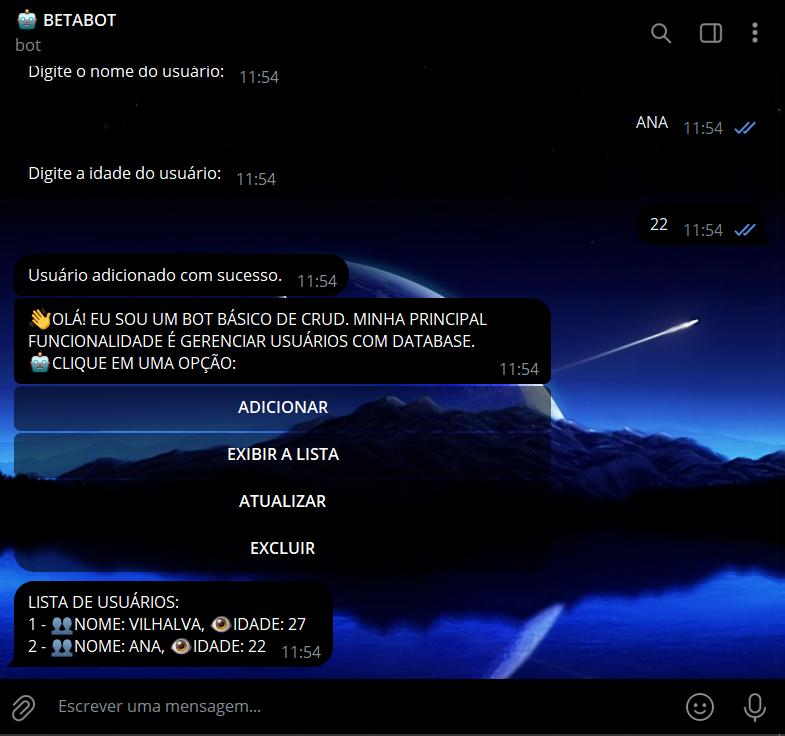 🤖 BETABOT
bot
Digite o nome do usuário: 11:54
ANA 11:54
Digite a idade do usuário: 11:54
22 11:54
Usuário adicionado com sucesso. 11:54
👋OLÁ! EU SOU UM BOT BÁSICO DE CRUD. MINHA PRINCIPAL
FUNCIONALIDADE É GERENCIAR USUÁRIOS COM DATABASE.
🤖CLIQUE EM UMA OPÇÃO: 11:54
ADICIONAR
EXIBIR A LISTA
ATUALIZAR
EXCLUIR
LISTA DE USUÁRIOS:
1 - 👥NOME: VILHALVA, 👁️IDADE: 27
2 - 👥NOME: ANA, 👁️IDADE: 22 11:54
Escrever uma mensagem...